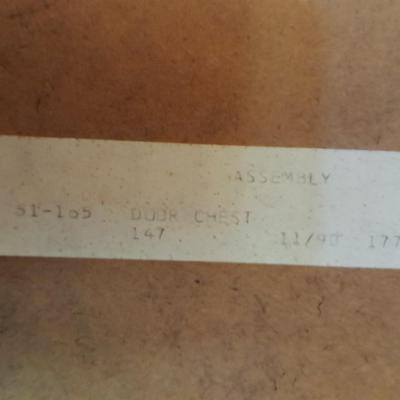 ASSEMBLY
51-165 DOOR CHEST
147 11/90 177